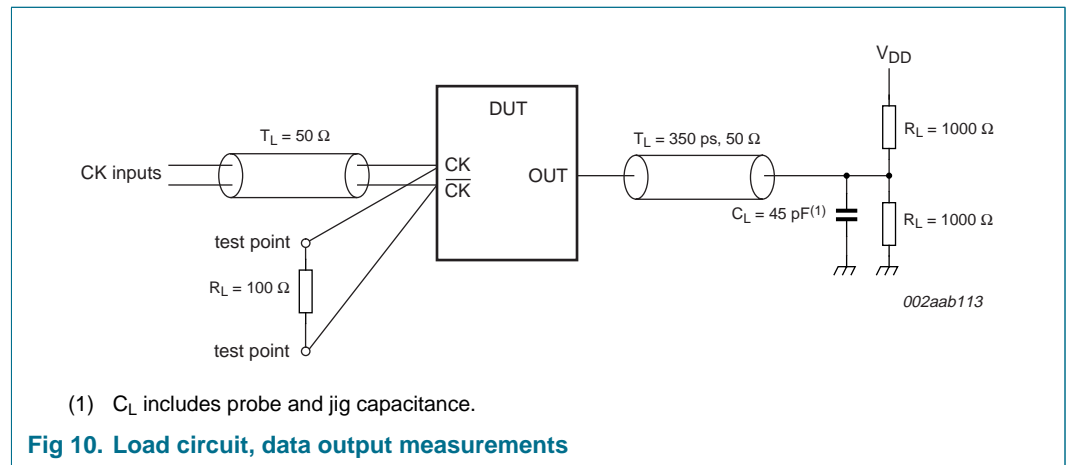 V_DD
DUT
R_L = 1000 Ω
T_L = 50 Ω
T_L = 350 ps, 50 Ω
CK inputs
CK
C̅K̅
OUT
C_L = 45 pF(1)
R_L = 1000 Ω
test point
R_L = 100 Ω
002aab113
test point
(1) C_L includes probe and jig capacitance.
Fig 10. Load circuit, data output measurements